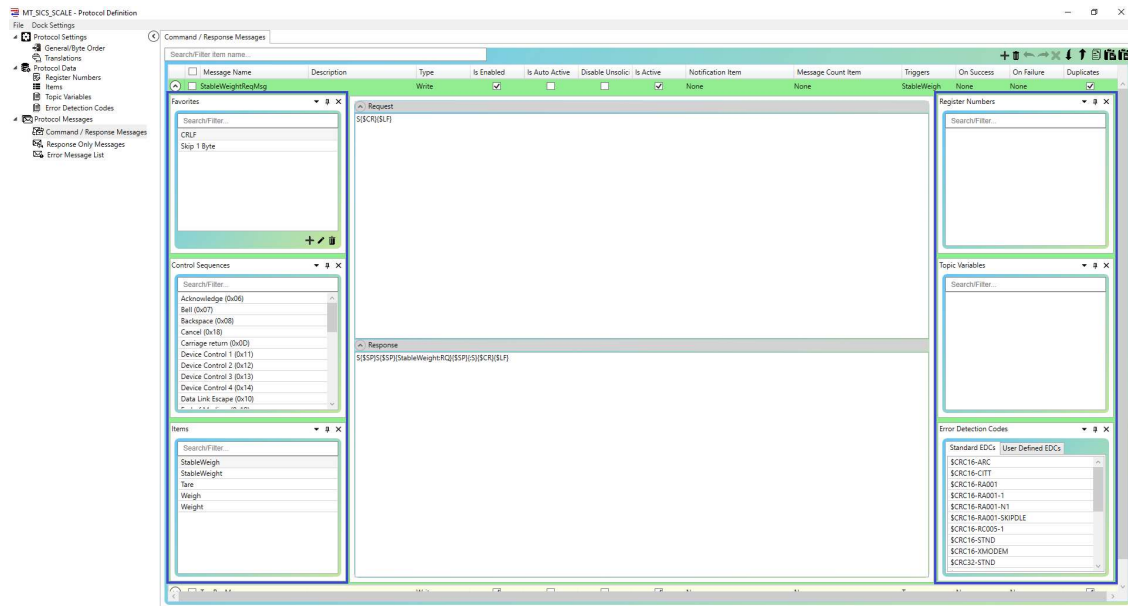 MT_SICS_SCALE - Protocol Definition
File Dock Settings
Protocol Settings
General/Byte Order
Translations
Protocol Data
Register Numbers
Items
Topic Variables
Error Detection Codes
Protocol Messages
Command / Response Messages
Response Only Messages
Error Message List
Command / Response Messages
Search/Filter item name...
Message Name Description Type Is Enabled Is Auto Active Disable Unsolic Is Active Notification Item Message Count Item Triggers On Success On Failure Duplicates
StableWeightReqMsg Write None None StableWeigh None None
Favorites
Search/Filter...
CRLF
Skip 1 Byte
Control Sequences
Search/Filter...
Acknowledge (0x06)
Bell (0x07)
Backspace (0x08)
Cancel (0x18)
Carriage return (0x0D)
Device Control 1 (0x11)
Device Control 2 (0x12)
Device Control 3 (0x13)
Device Control 4 (0x14)
Data Link Escape (0x10)
Items
Search/Filter...
StableWeigh
StableWeight
Tare
Weigh
Weight
Request
S{$CR}{$LF}
Response
S{$SP}S{$SP}{StableWeight:RQ}{$SP}{:S}{$CR}{$LF}
Register Numbers
Search/Filter...
Topic Variables
Search/Filter...
Error Detection Codes
Standard EDCs User Defined EDCs
$CRC16-ARC
$CRC16-CITT
$CRC16-RA001
$CRC16-RA001-1
$CRC16-RA001-N1
$CRC16-RA001-SKIPDLE
$CRC16-RC005-1
$CRC16-STND
$CRC16-XMODEM
$CRC32-STND